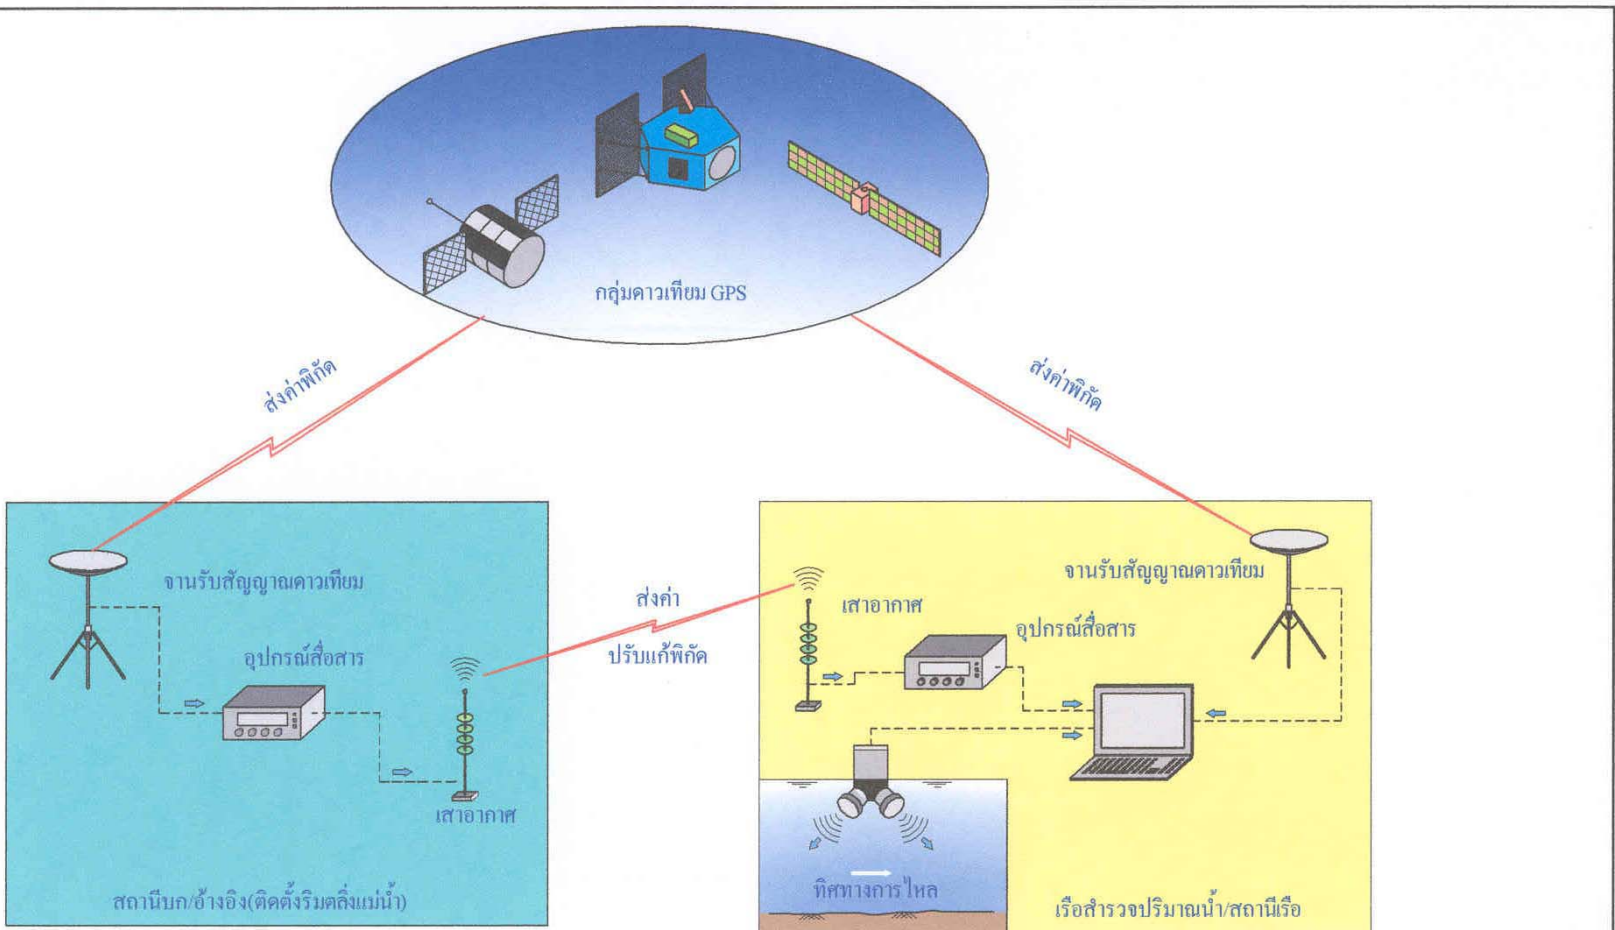 กลุ่มดาวเทียม GPS
ส่งค่าพิกัด
ส่งค่าพิกัด
จานรับสัญญาณดาวเทียม
อุปกรณ์สื่อสาร
เสาอากาศ
สถานีบก/อ้างอิง(ติดตั้งริมตลิ่งแม่น้ำ)
ส่งค่า
ปรับแก้พิกัด
จานรับสัญญาณดาวเทียม
เสาอากาศ
อุปกรณ์สื่อสาร
ทิศทางการไหล
เรือสำรวจปริมาณน้ำ/สถานีเรือ